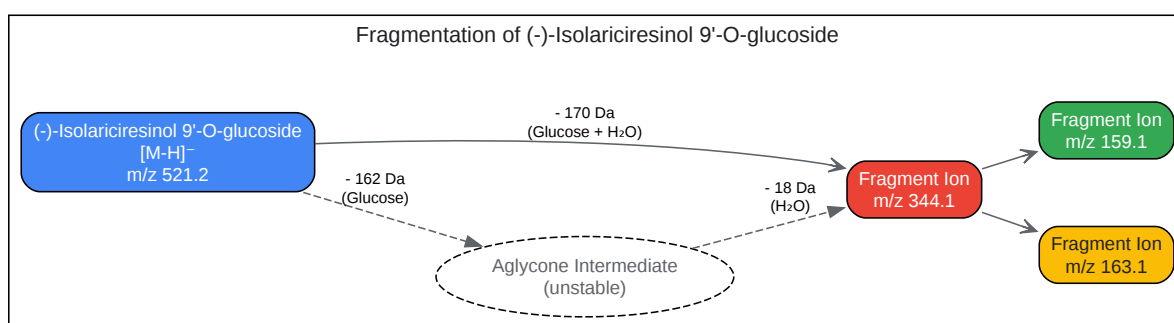 Fragmentation of (-)-Isolariciresinol 9'-O-glucoside
(-)-Isolariciresinol 9'-O-glucoside
[M-H]⁻
m/z 521.2
- 170 Da
(Glucose + H₂O)
- 162 Da
(Glucose)
Aglycone Intermediate
(unstable)
- 18 Da
(H₂O)
Fragment Ion
m/z 344.1
Fragment Ion
m/z 159.1
Fragment Ion
m/z 163.1